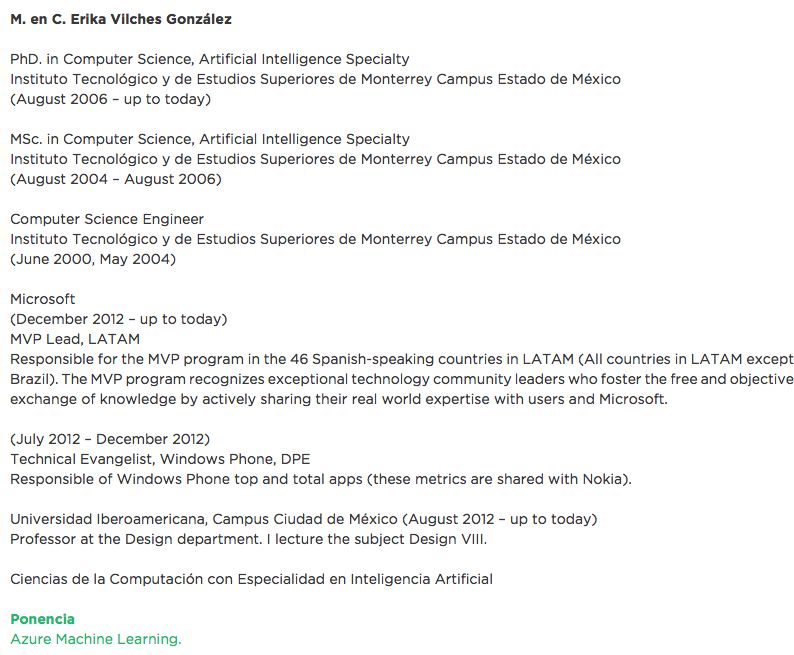 M. en C. Erika Vilches González
PhD. in Computer Science, Artificial Intelligence Specialty
Instituto Tecnológico y de Estudios Superiores de Monterrey Campus Estado de México
(August 2006 – up to today)
MSc. in Computer Science, Artificial Intelligence Specialty
Instituto Tecnológico y de Estudios Superiores de Monterrey Campus Estado de México
(August 2004 – August 2006)
Computer Science Engineer
Instituto Tecnológico y de Estudios Superiores de Monterrey Campus Estado de México
(June 2000, May 2004)
Microsoft
(December 2012 – up to today)
MVP Lead, LATAM
Responsible for the MVP program in the 46 Spanish-speaking countries in LATAM (All countries in LATAM except
Brazil). The MVP program recognizes exceptional technology community leaders who foster the free and objective
exchange of knowledge by actively sharing their real world expertise with users and Microsoft.
(July 2012 – December 2012)
Technical Evangelist, Windows Phone, DPE
Responsible of Windows Phone top and total apps (these metrics are shared with Nokia).
Universidad Iberoamericana, Campus Ciudad de México (August 2012 – up to today)
Professor at the Design department. I lecture the subject Design VIII.
Ciencias de la Computación con Especialidad en Inteligencia Artificial
Ponencia
Azure Machine Learning.